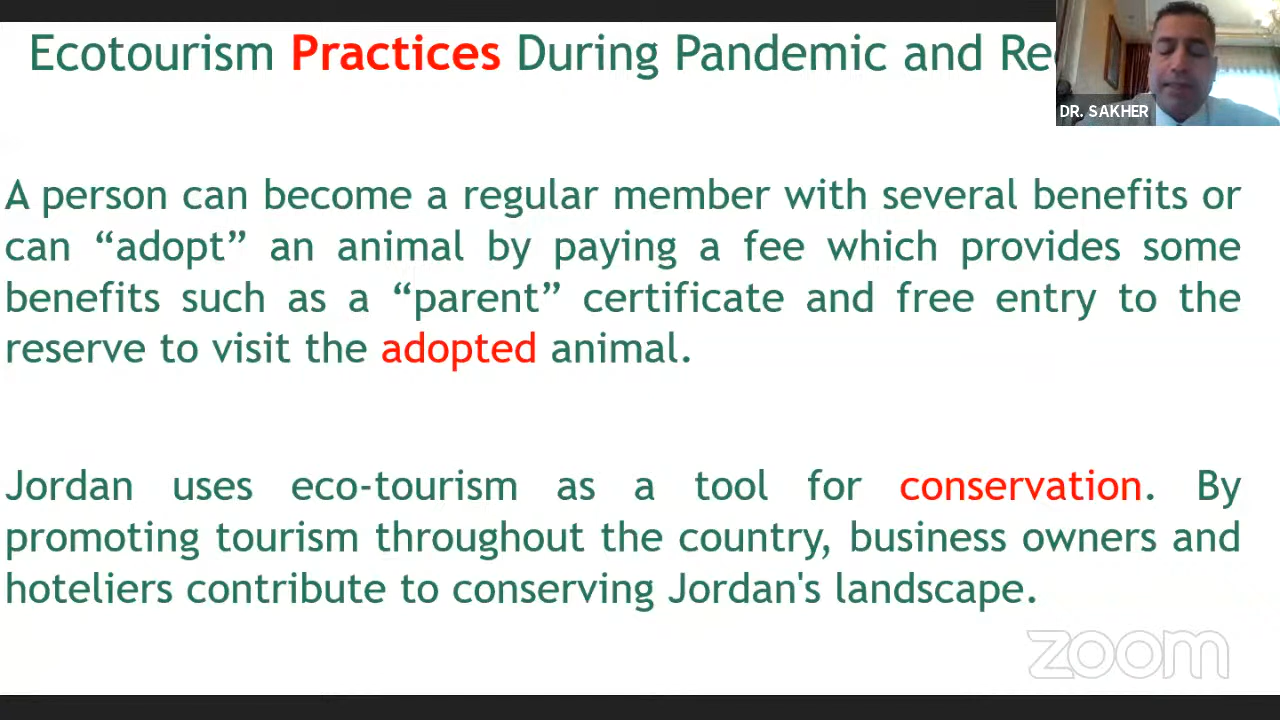 Ecotourism Practices During Pandemic and
DR. SAKHER
A person can become a regular member with several benefits or
can “adopt” an animal by paying a fee which provides some
benefits such as a “parent” certificate and free entry to the
reserve to visit the adopted animal.
Jordan uses eco-tourism as a tool for conservation. By
promoting tourism throughout the country, business owners and
hoteliers contribute to conserving Jordan's landscape.
zoom